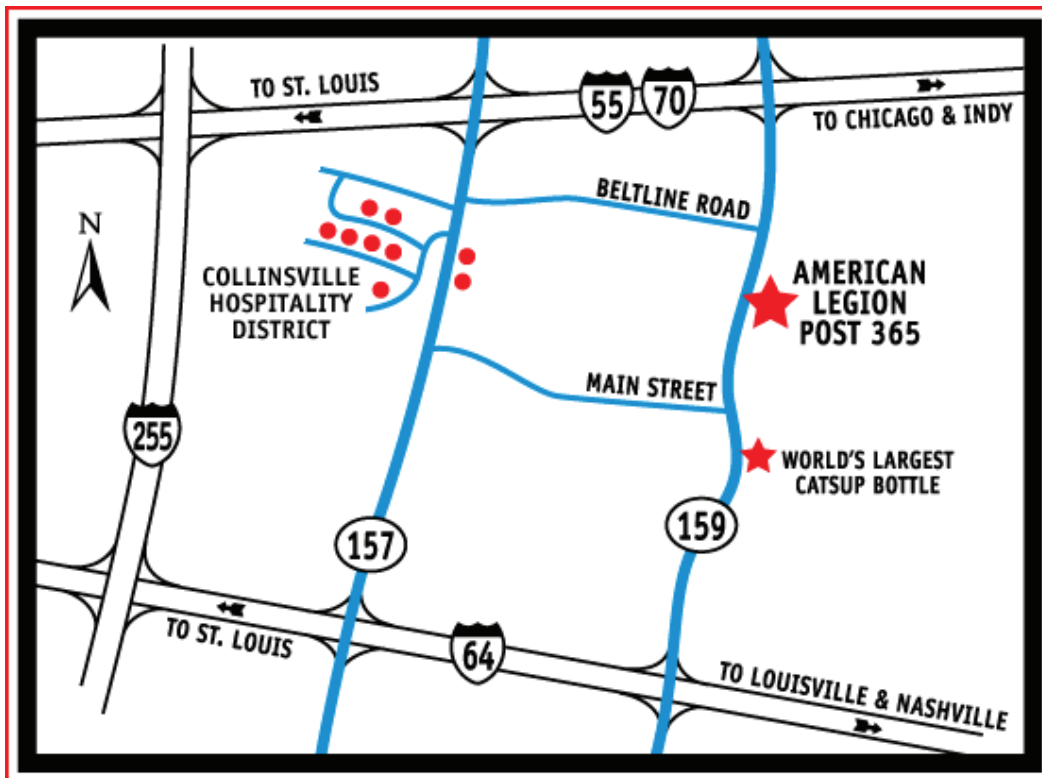 TO ST. LOUIS
55
70
TO CHICAGO & INDY
BELTLINE ROAD
N
COLLINSVILLE
HOSPITALITY
DISTRICT
AMERICAN
LEGION
POST 365
MAIN STREET
255
WORLD'S LARGEST
CATSUP BOTTLE
157
159
TO ST. LOUIS
64
TO LOUISVILLE & NASHVILLE